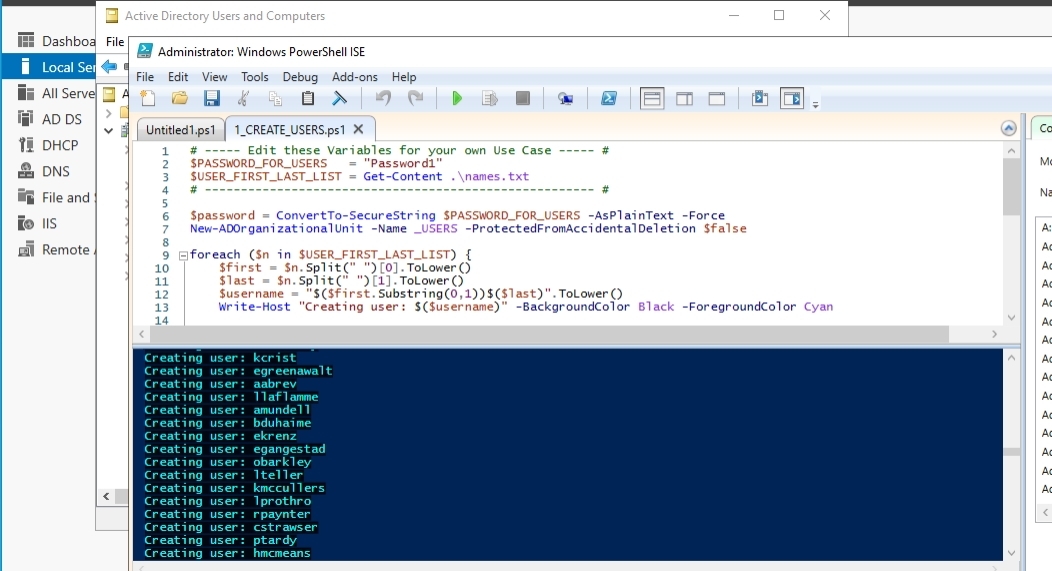 Active Directory Users and Computers
Dashboa
Local Ser
All Serve
AD DS
DHCP
DNS
File and
IIS
Remote
File
Administrator: Windows PowerShell ISE
File Edit View Tools Debug Add-ons Help
Untitled1.ps1 1_CREATE_USERS.ps1 X
1 # ----- Edit these Variables for your own Use Case ----- #
2 $PASSWORD_FOR_USERS = "Password1"
3 $USER_FIRST_LAST_LIST = Get-Content .\names.txt
4 # ------------------------------------------------------ #
5
6 $password = ConvertTo-SecureString $PASSWORD_FOR_USERS -AsPlainText -Force
7 New-ADOrganizationalUnit -Name _USERS -ProtectedFromAccidentalDeletion $false
8
9 foreach ($n in $USER_FIRST_LAST_LIST) {
10 $first = $n.Split(" ")[0].ToLower()
11 $last = $n.Split(" ")[1].ToLower()
12 $username = "$($first.Substring(0,1))$($last)".ToLower()
13 Write-Host "Creating user: $($username)" -BackgroundColor Black -ForegroundColor Cyan
14
Creating user: kcrist
Creating user: egreenawalt
Creating user: aabrev
Creating user: llaflamme
Creating user: amundell
Creating user: bduhaime
Creating user: ekrenz
Creating user: egangestad
Creating user: obarkley
Creating user: lteller
Creating user: kmccullers
Creating user: lprothro
Creating user: rpaynter
Creating user: cstrawser
Creating user: ptardy
Creating user: hmcmeans
Co
Mo
Na
A:
Ac
Ac
Ac
Ac
Ac
Ac
Ac
Ac
Ac
Ac
Ac
Ac
Ac
Ac